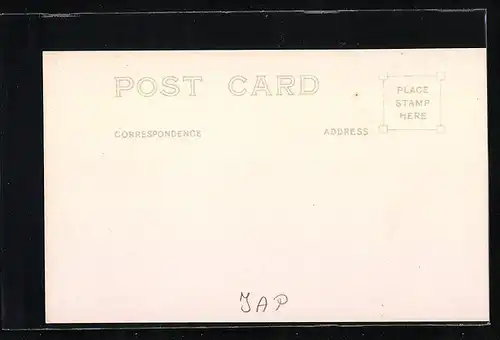 POST CARD
PLACE
STAMP
HERE
CORRESPONDENCE
ADDRESS
JAP